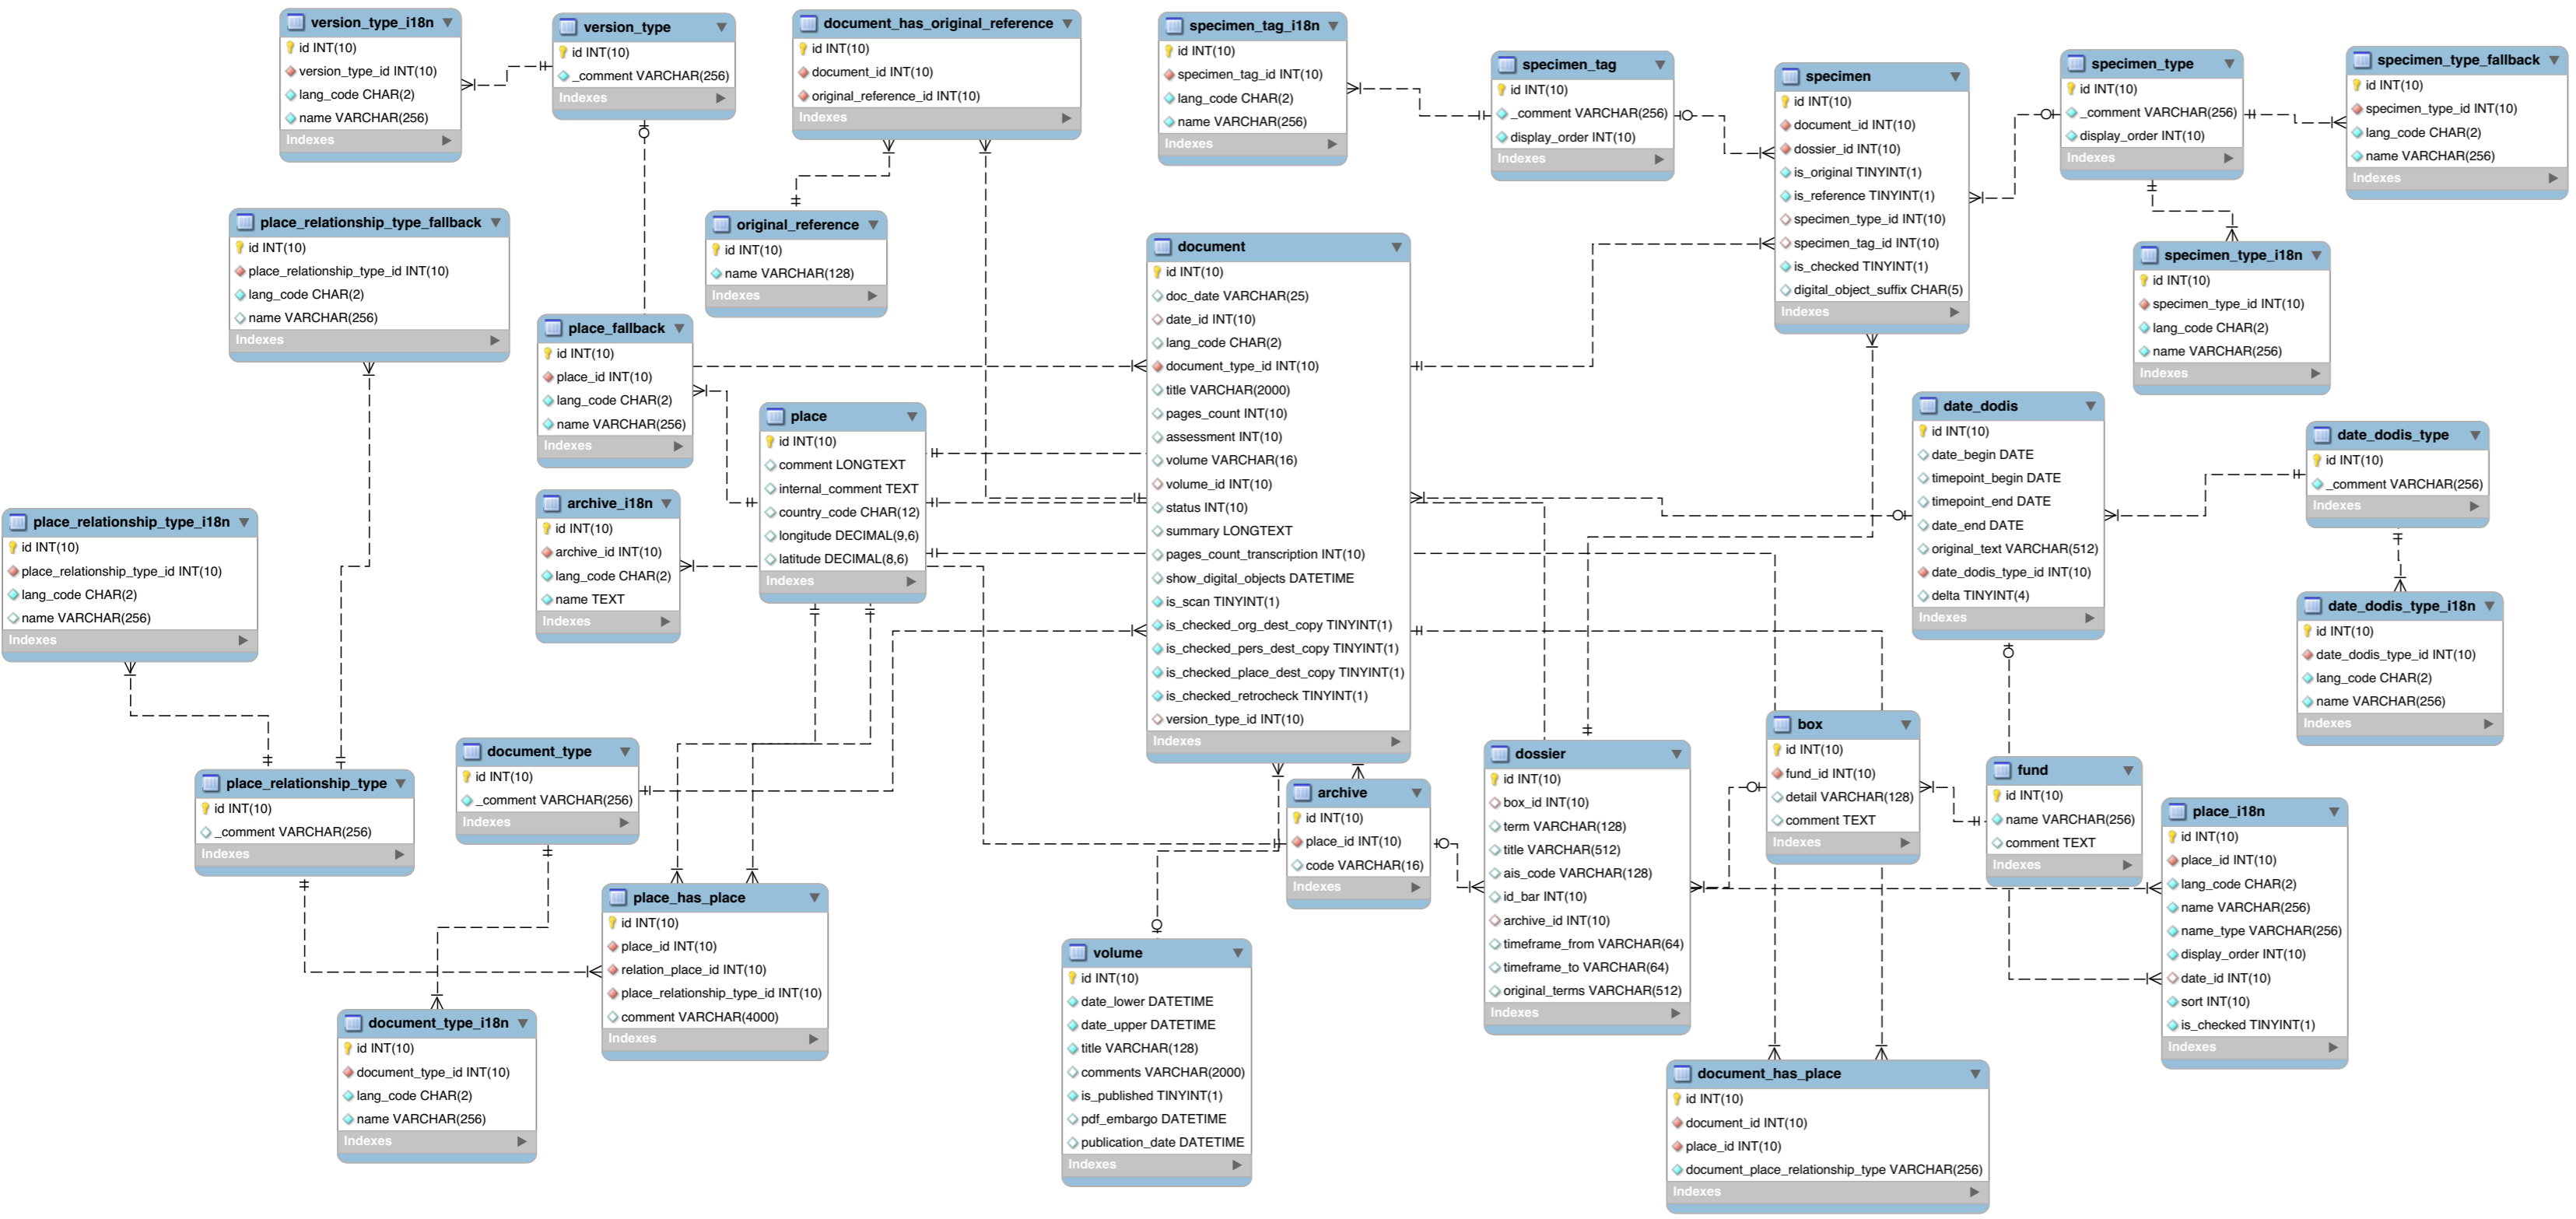 version_type_i18n
id INT(10)
version_type_id INT(10)
lang_code CHAR(2)
name VARCHAR(256)
Indexes
version_type
id INT(10)
_comment VARCHAR(256)
Indexes
document_has_original_reference
id INT(10)
document_id INT(10)
original_reference_id INT(10)
Indexes
specimen_tag_i18n
id INT(10)
specimen_tag_id INT(10)
lang_code CHAR(2)
name VARCHAR(256)
Indexes
specimen_tag
id INT(10)
_comment VARCHAR(256)
display_order INT(10)
Indexes
specimen
id INT(10)
document_id INT(10)
dossier_id INT(10)
is_original TINYINT(1)
is_reference TINYINT(1)
specimen_type_id INT(10)
specimen_tag_id INT(10)
is_checked TINYINT(1)
digital_object_suffix CHAR(5)
Indexes
specimen_type
id INT(10)
_comment VARCHAR(256)
display_order INT(10)
Indexes
specimen_type_fallback
id INT(10)
specimen_type_id INT(10)
lang_code CHAR(2)
name VARCHAR(256)
Indexes
place_relationship_type_fallback
id INT(10)
place_relationship_type_id INT(10)
lang_code CHAR(2)
name VARCHAR(256)
Indexes
original_reference
id INT(10)
name VARCHAR(128)
Indexes
document
id INT(10)
doc_date VARCHAR(25)
date_id INT(10)
lang_code CHAR(2)
document_type_id INT(10)
title VARCHAR(2000)
pages_count INT(10)
assessment INT(10)
volume VARCHAR(16)
volume_id INT(10)
status INT(10)
summary LONGTEXT
pages_count_transcription INT(10)
show_digital_objects DATETIME
is_scan TINYINT(1)
is_checked_org_dest_copy TINYINT(1)
is_checked_pers_dest_copy TINYINT(1)
is_checked_place_dest_copy TINYINT(1)
is_checked_retrocheck TINYINT(1)
version_type_id INT(10)
Indexes
specimen_type_i18n
id INT(10)
specimen_type_id INT(10)
lang_code CHAR(2)
name VARCHAR(256)
Indexes
place_fallback
id INT(10)
place_id INT(10)
lang_code CHAR(2)
name VARCHAR(256)
Indexes
place
id INT(10)
comment LONGTEXT
internal_comment TEXT
country_code CHAR(12)
longitude DECIMAL(9,6)
latitude DECIMAL(8,6)
Indexes
date_dodis
id INT(10)
date_begin DATE
timepoint_begin DATE
timepoint_end DATE
date_end DATE
original_text VARCHAR(512)
date_dodis_type_id INT(10)
delta TINYINT(4)
Indexes
date_dodis_type
id INT(10)
_comment VARCHAR(256)
Indexes
archive_i18n
id INT(10)
archive_id INT(10)
lang_code CHAR(2)
name TEXT
Indexes
place_relationship_type_i18n
id INT(10)
place_relationship_type_id INT(10)
lang_code CHAR(2)
name VARCHAR(256)
Indexes
date_dodis_type_i18n
id INT(10)
date_dodis_type_id INT(10)
lang_code CHAR(2)
name VARCHAR(256)
Indexes
place_relationship_type
id INT(10)
_comment VARCHAR(256)
Indexes
document_type
id INT(10)
_comment VARCHAR(256)
Indexes
archive
id INT(10)
place_id INT(10)
code VARCHAR(16)
Indexes
dossier
id INT(10)
box_id INT(10)
term VARCHAR(128)
title VARCHAR(512)
ais_code VARCHAR(128)
id_bar INT(10)
archive_id INT(10)
timeframe_from VARCHAR(64)
timeframe_to VARCHAR(64)
original_terms VARCHAR(512)
Indexes
box
id INT(10)
fund_id INT(10)
detail VARCHAR(128)
comment TEXT
Indexes
fund
id INT(10)
name VARCHAR(256)
comment TEXT
Indexes
place_i18n
id INT(10)
place_id INT(10)
lang_code CHAR(2)
name VARCHAR(256)
name_type VARCHAR(256)
display_order INT(10)
date_id INT(10)
sort INT(10)
is_checked TINYINT(1)
Indexes
place_has_place
id INT(10)
place_id INT(10)
relation_place_id INT(10)
place_relationship_type_id INT(10)
comment VARCHAR(4000)
Indexes
volume
id INT(10)
date_lower DATETIME
date_upper DATETIME
title VARCHAR(128)
comments VARCHAR(2000)
is_published TINYINT(1)
pdf_embargo DATETIME
publication_date DATETIME
Indexes
document_type_i18n
id INT(10)
document_type_id INT(10)
lang_code CHAR(2)
name VARCHAR(256)
Indexes
document_has_place
id INT(10)
document_id INT(10)
place_id INT(10)
document_place_relationship_type VARCHAR(256)
Indexes